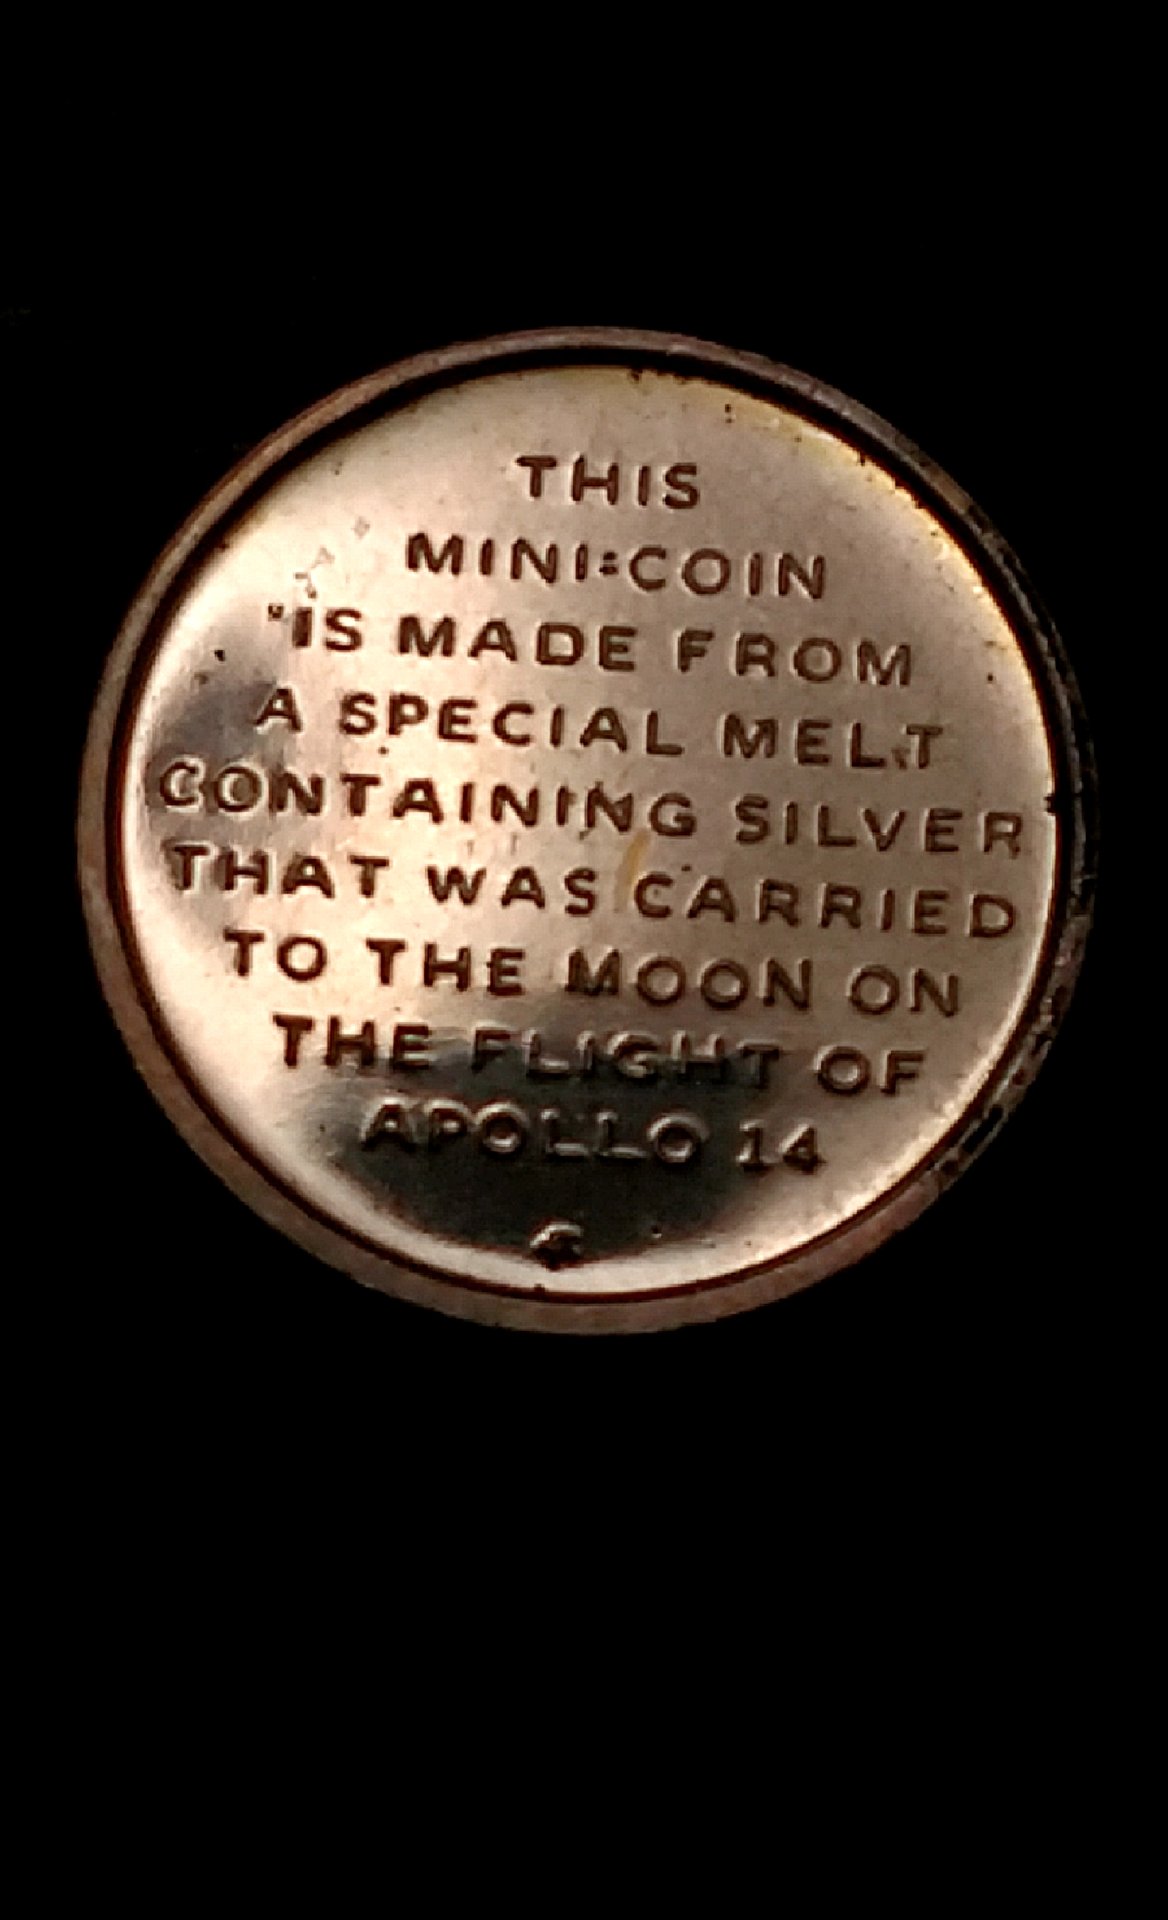 THIS
MINI-COIN
IS MADE FROM
A SPECIAL MELT
CONTAINING SILVER
THAT WAS CARRIED
TO THE MOON ON
THE FLIGHT OF
APOLLO 14